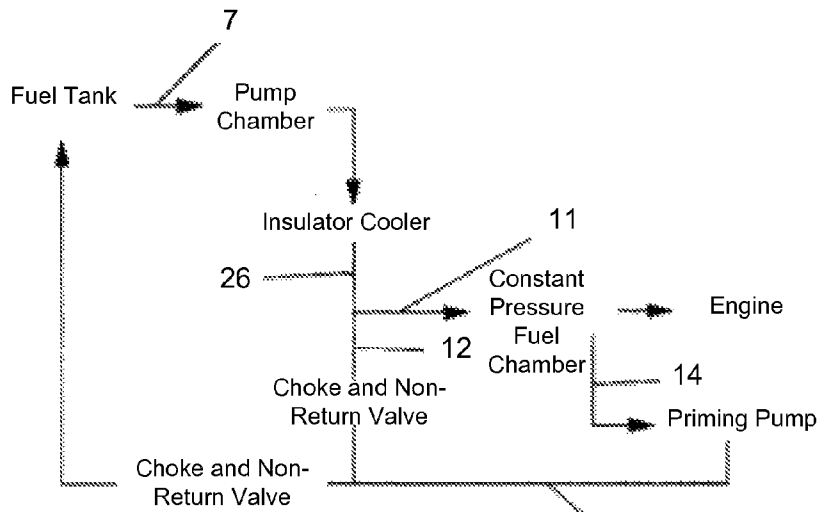 7
Fuel Tank
Pump
Chamber
Insulator Cooler
11
26
Constant
Pressure
Fuel
Chamber
Engine
12
14
Choke and Non-
Return Valve
Priming Pump
Choke and Non-
Return Valve